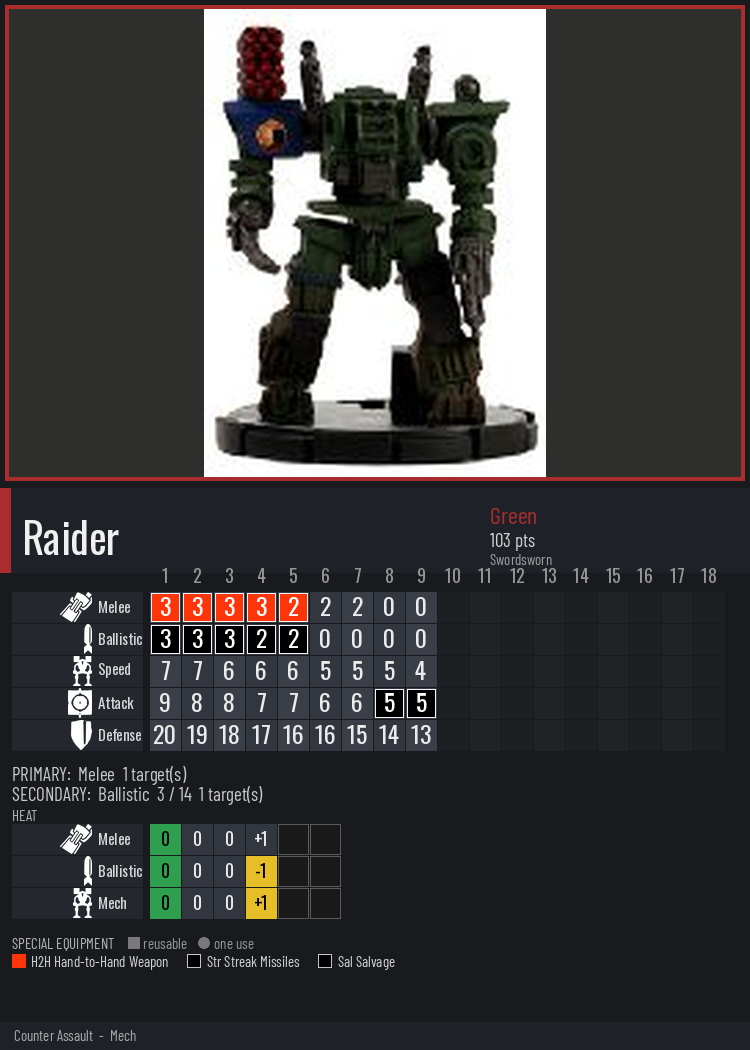 Raider
Green
103 pts
Swordsworn
1 2 3 4 5 6 7 8 9 10 11 12 13 14 15 16 17 18
Melee 3 3 3 3 2 2 2 0 0
Ballistic 3 3 3 2 2 0 0 0 0
Speed 7 7 6 6 6 5 5 5 4
Attack 9 8 8 7 7 6 6 5 5
Defense 20 19 18 17 16 16 15 14 13
PRIMARY: Melee 1 target(s)
SECONDARY: Ballistic 3 / 14 1 target(s)
HEAT
Melee 0 0 0 +1
Ballistic 0 0 0 -1
Mech 0 0 0 +1
SPECIAL EQUIPMENT reusable one use
H2H Hand-to-Hand Weapon Str Streak Missiles Sal Salvage
Counter Assault - Mech